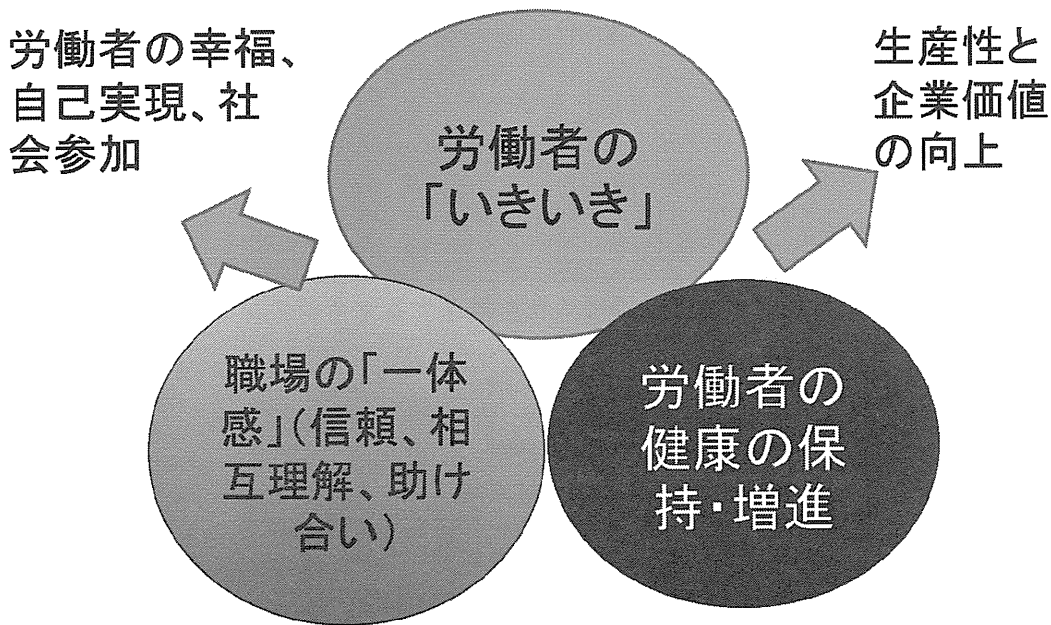 労働者の幸福、
自己実現、社
会参加
生産性と
企業価値
の向上
労働者の
「いきいき」
職場の「一体
感」(信頼、相
互理解、助け
合い)
労働者の
健康の保
持・増進